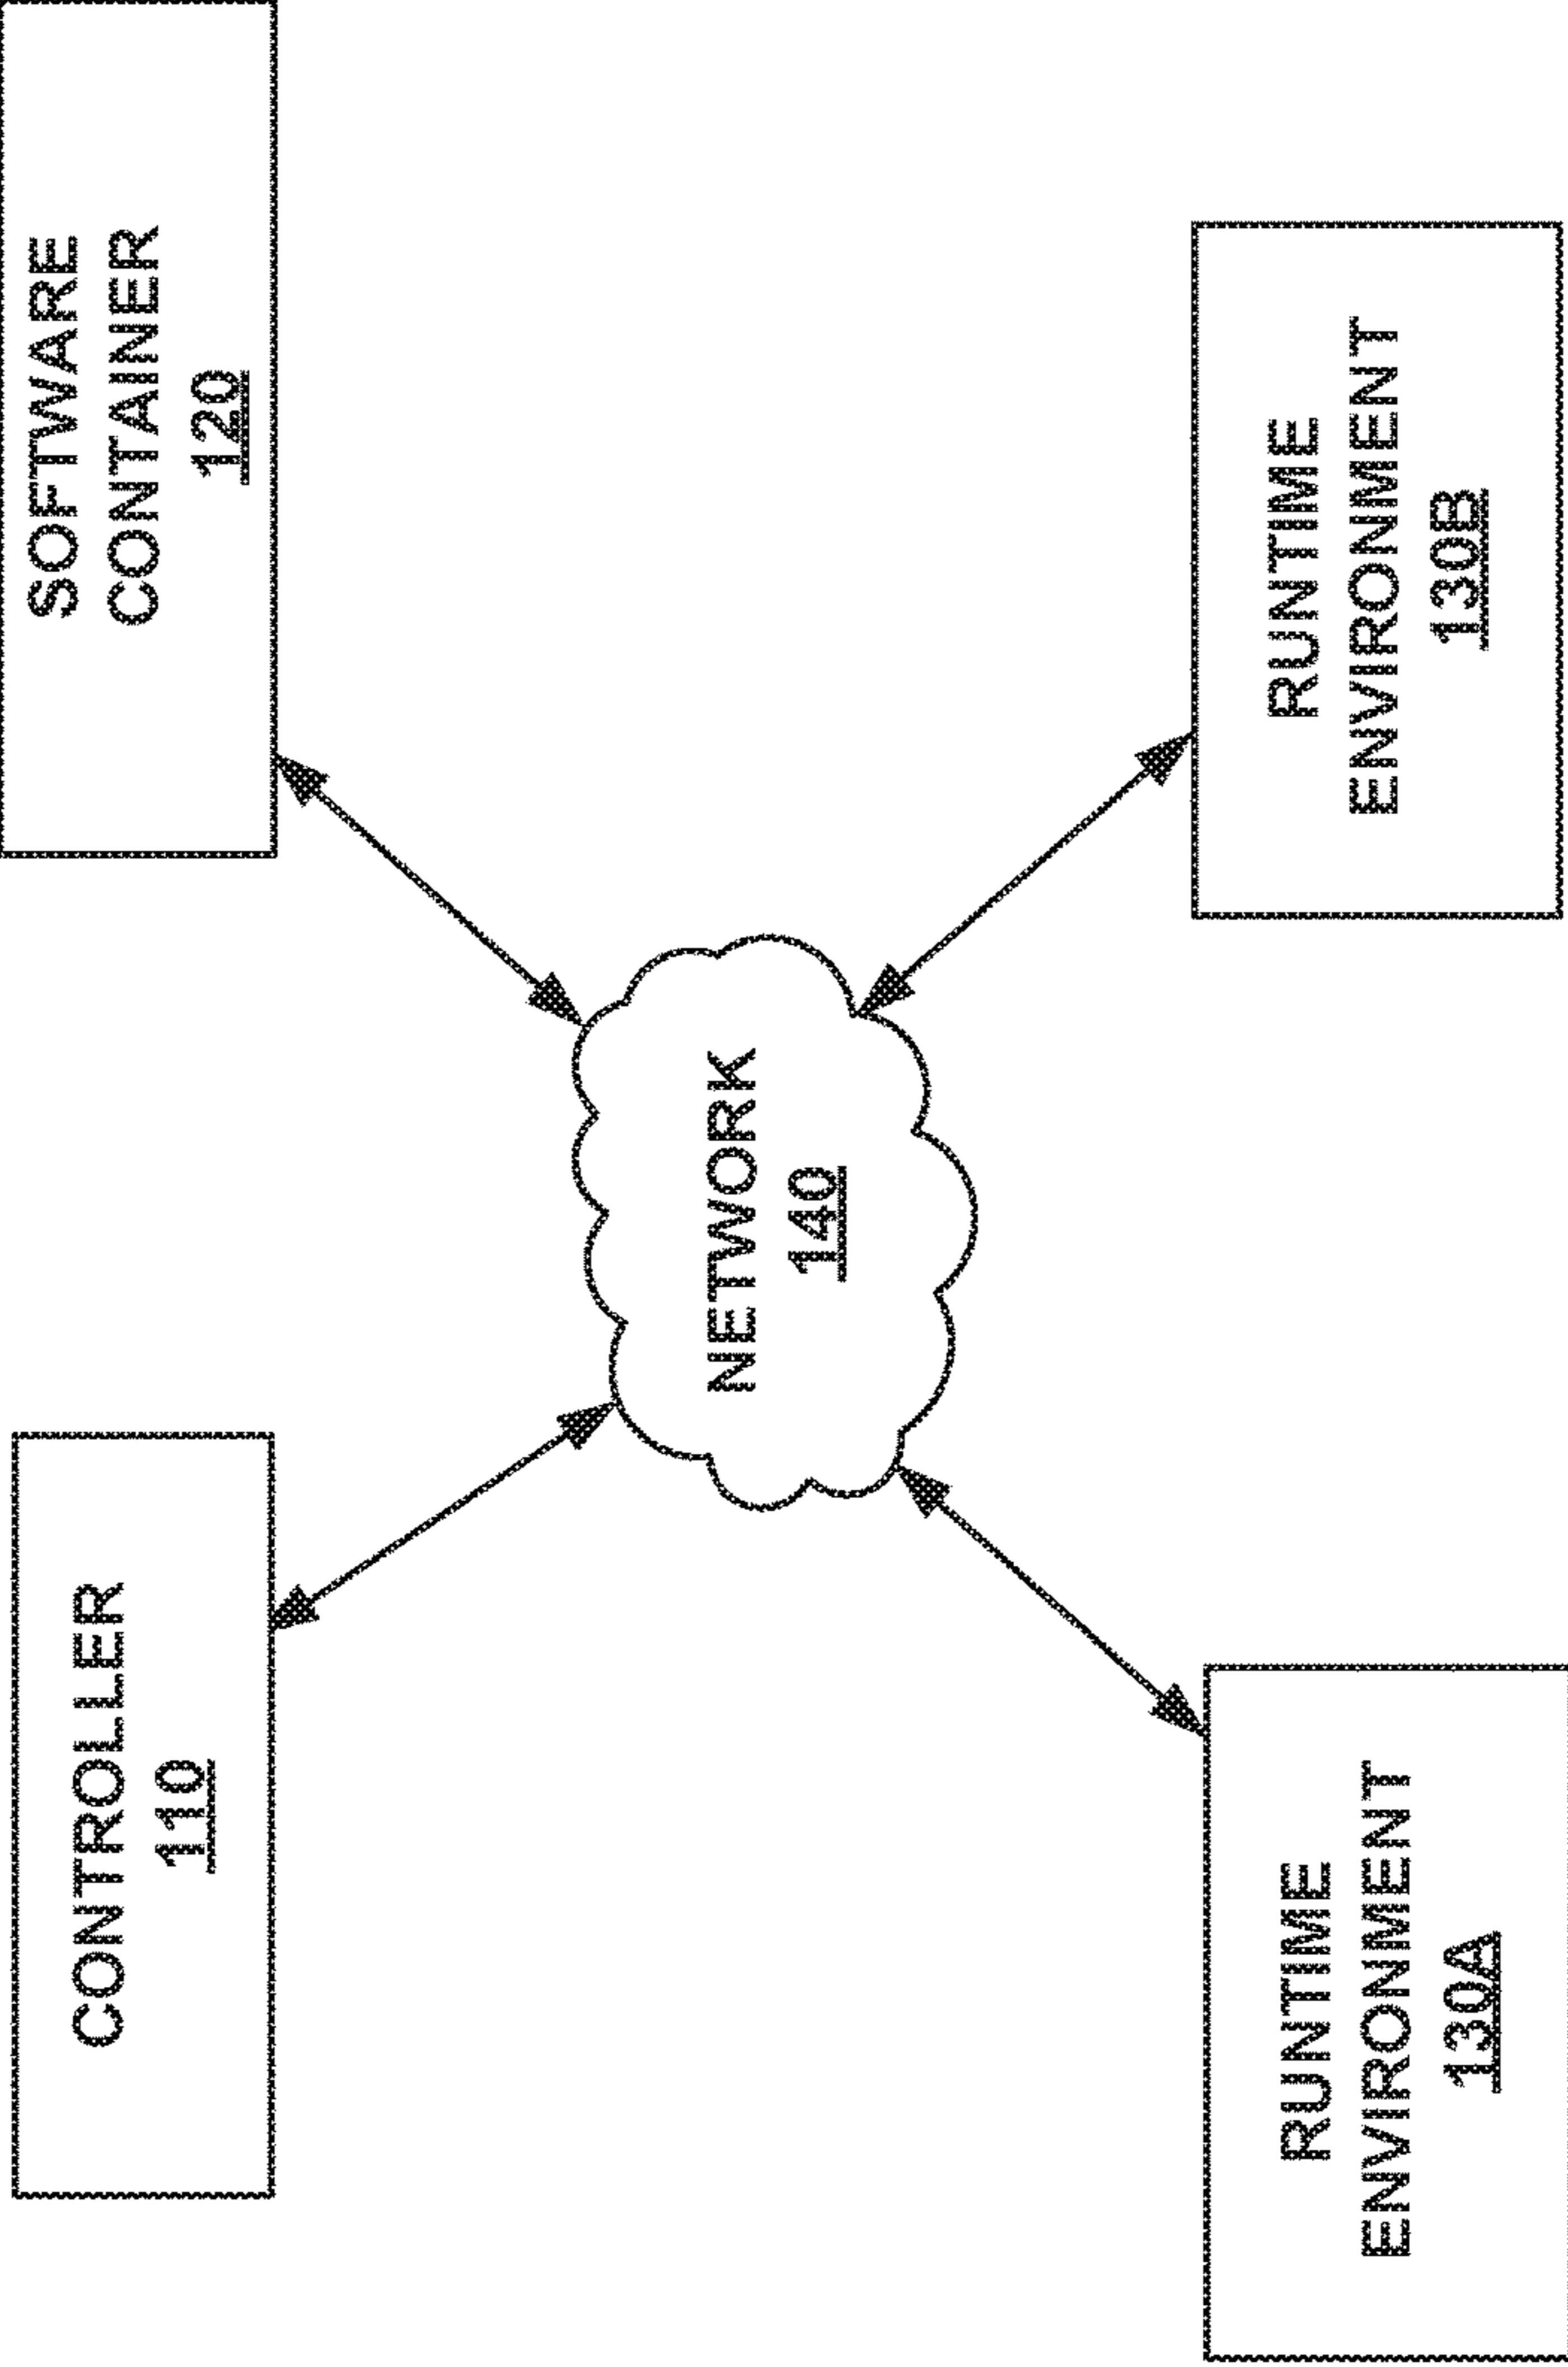 CONTROLLER
110
SOFTWARE
CONTAINER
120
NETWORK
140
RUNTIME
ENVIRONMENT
130A
RUNTIME
ENVIRONMENT
130B